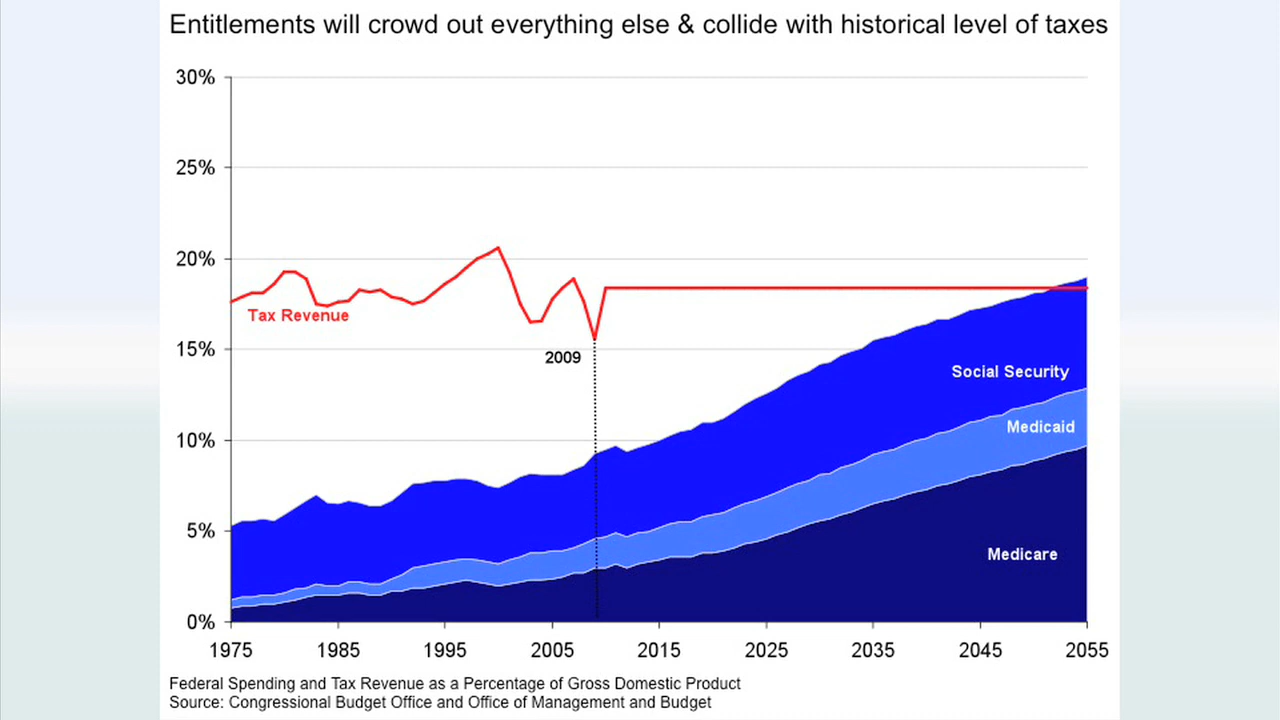 Entitlements will crowd out everything else & collide with historical level of taxes
30%
25%
20%
Tax Revenue
15%
2009
Social Security
10%
Medicaid
5%
Medicare
0%
1975 1985 1995 2005 2015 2025 2035 2045 2055
Federal Spending and Tax Revenue as a Percentage of Gross Domestic Product
Source: Congressional Budget Office and Office of Management and Budget